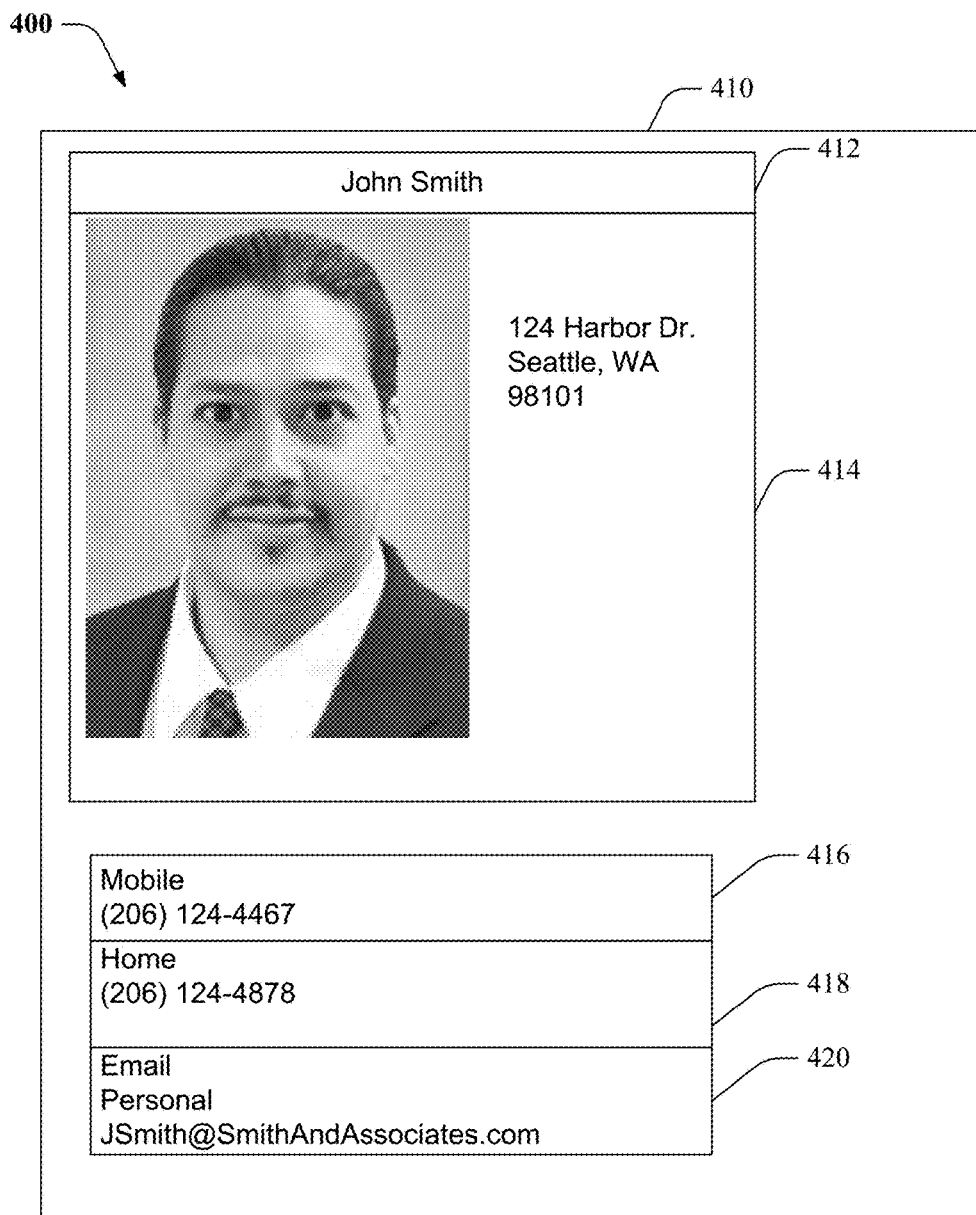 400
410
412
John Smith
124 Harbor Dr.
Seattle, WA
98101
414
416
Mobile
(206) 124-4467
Home
(206) 124-4878
418
420
Email
Personal
JSmith@SmithAndAssociates.com